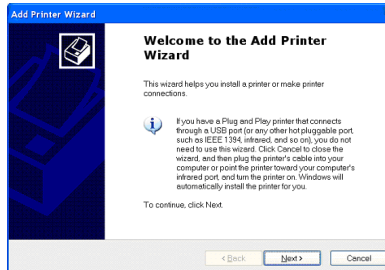 Add Printer Wizard
Welcome to the Add Printer
Wizard
This wizard helps you install a printer or make printer
connections.
If you have a Plug and Play printer that connects
through a USB port (or any other hot pluggable port,
such as IEEE 1394, infrared, and so on), you do not
need to use this wizard. Click Cancel to close the
wizard, and then plug the printer's cable into your
computer or point the printer toward your computer's
infrared port, and turn the printer on. Windows will
automatically install the printer for you.
To continue, click Next.
< Back
Next >
Cancel